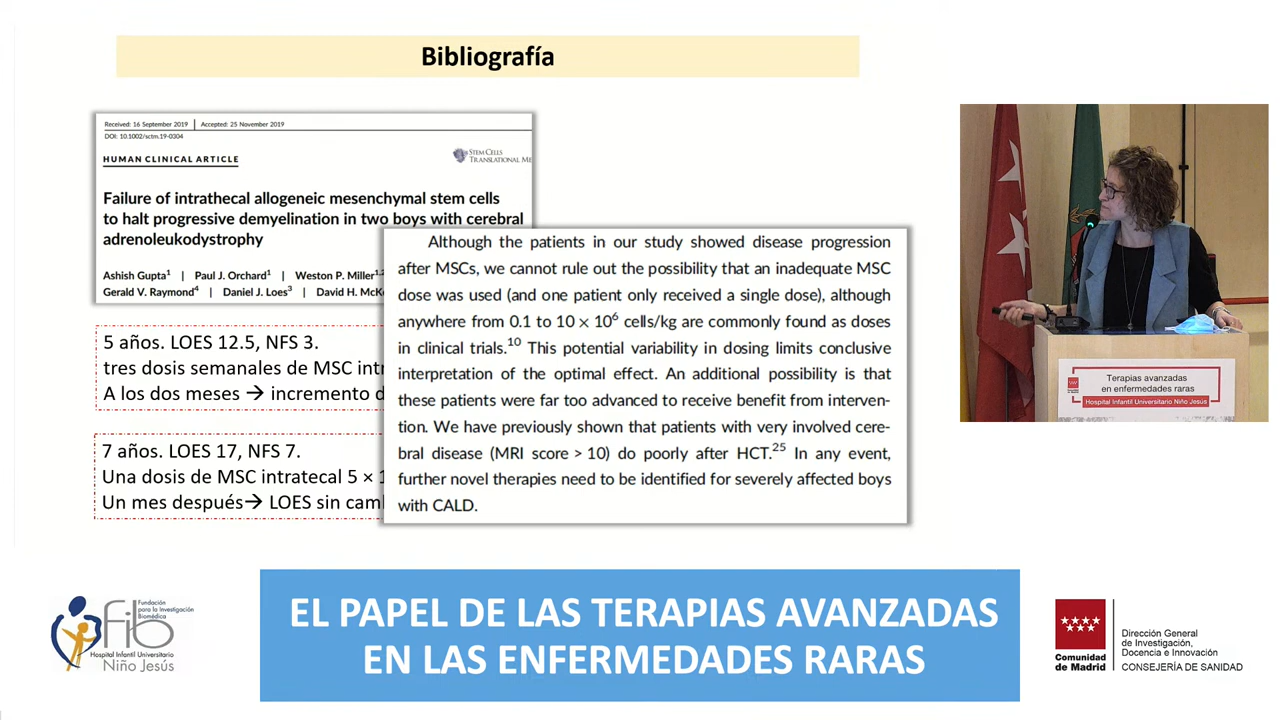 Bibliografía
Received: 16 September 2019 | Accepted: 25 November 2019
DOI: 10.1002/sctm.19-0304
HUMAN CLINICAL ARTICLE
STEM CELLS
TRANSLATIONAL ME
Failure of intrathecal allogeneic mesenchymal stem cells
to halt progressive demyelination in two boys with cerebral
adrenoleukodystrophy
Ashish Gupta1 | Paul J. Orchard1 | Weston P. Miller1,2
Gerald V. Raymond4 | Daniel J. Loes3 | David H. McK
5 años. LOES 12.5, NFS 3.
tres dosis semanales de MSC intr
A los dos meses → incremento d
7 años. LOES 17, NFS 7.
Una dosis de MSC intratecal 5 × 1
Un mes después→ LOES sin cam
Although the patients in our study showed disease progression
after MSCs, we cannot rule out the possibility that an inadequate MSC
dose was used (and one patient only received a single dose), although
anywhere from 0.1 to 10 × 10⁶ cells/kg are commonly found as doses
in clinical trials.¹⁰ This potential variability in dosing limits conclusive
interpretation of the optimal effect. An additional possibility is that
these patients were far too advanced to receive benefit from interven-
tion. We have previously shown that patients with very involved cere-
bral disease (MRI score > 10) do poorly after HCT.²⁵ In any event,
further novel therapies need to be identified for severely affected boys
with CALD.
Terapias avanzadas
en enfermedades raras
Hospital Infantil Universitario Niño Jesús
Fundación
para la Investigación
Biomédica
fib
Hospital Infantil Universitario
Niño Jesús
EL PAPEL DE LAS TERAPIAS AVANZADAS
EN LAS ENFERMEDADES RARAS
Comunidad
de Madrid
Dirección General
de Investigación,
Docencia e Innovación
CONSEJERÍA DE SANIDAD